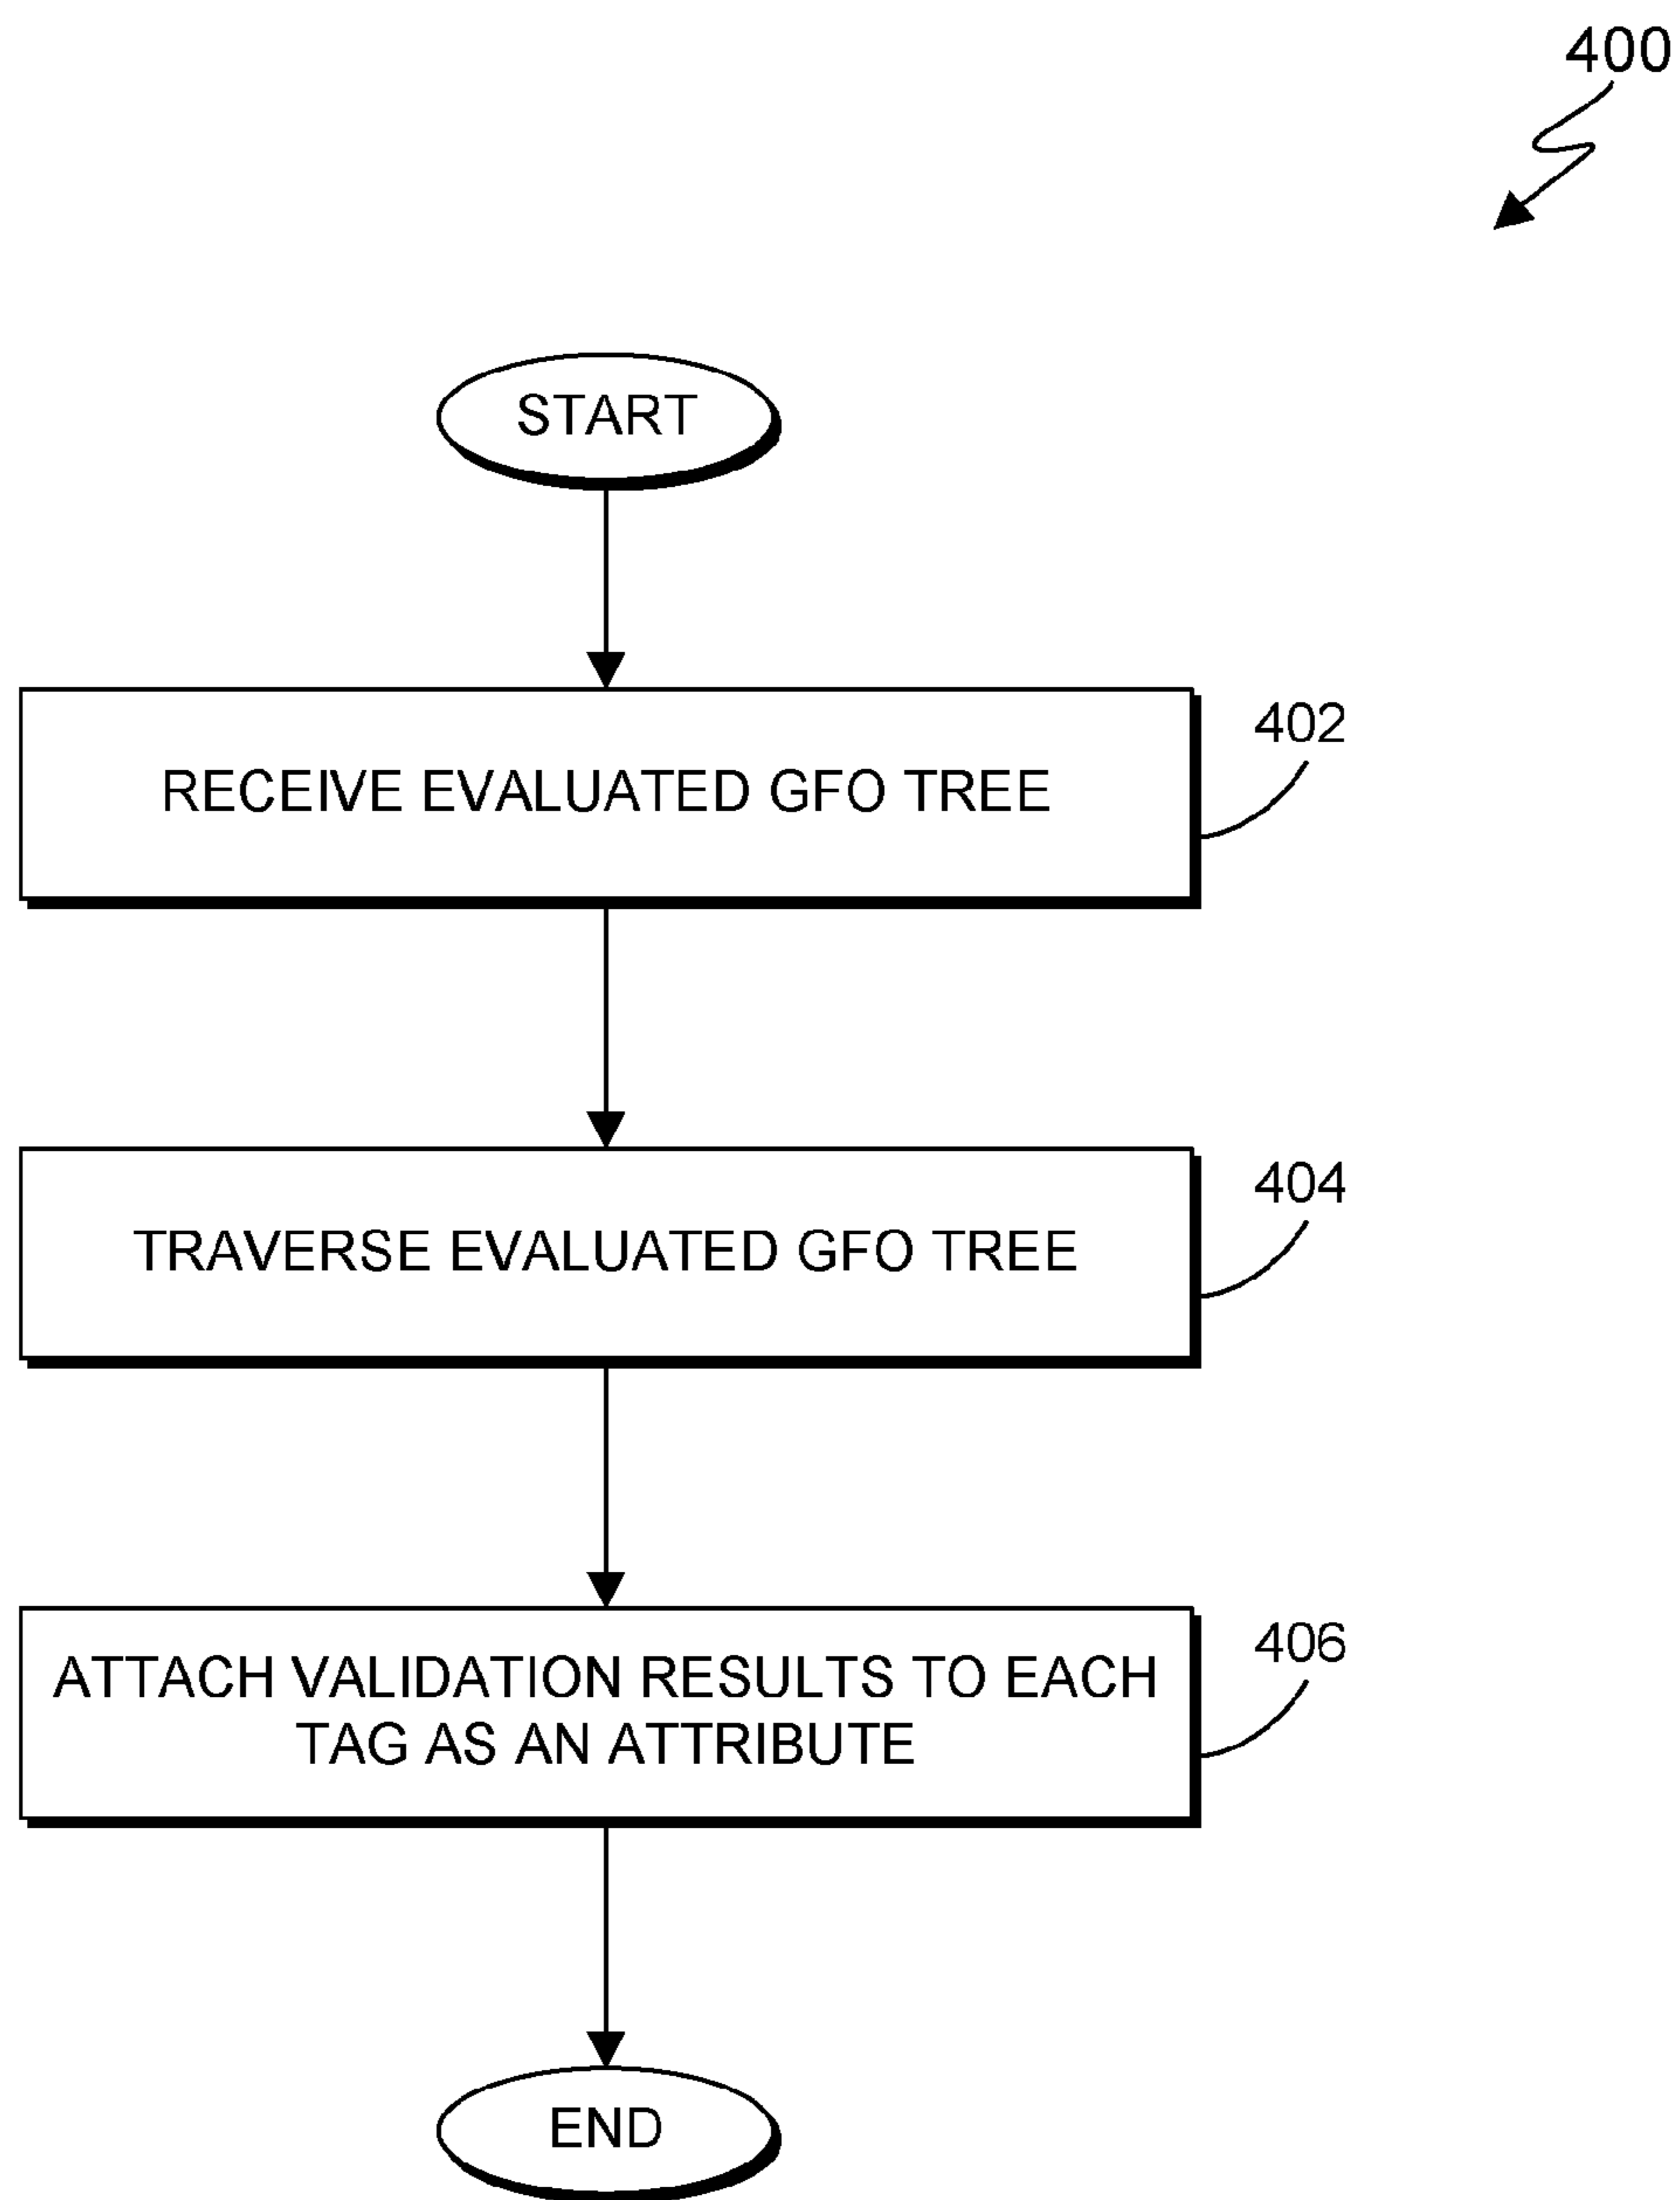 400
START
402
RECEIVE EVALUATED GFO TREE
404
TRAVERSE EVALUATED GFO TREE
406
ATTACH VALIDATION RESULTS TO EACH
TAG AS AN ATTRIBUTE
END